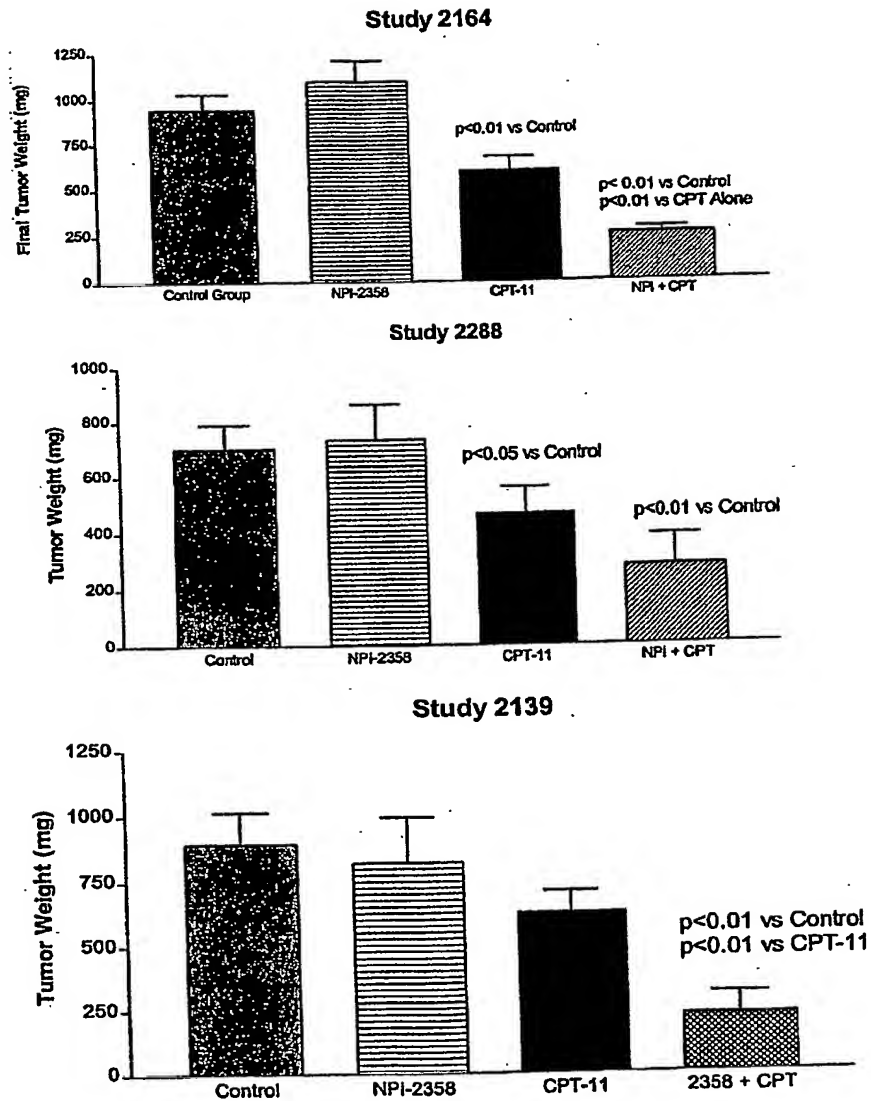 Study 2164
Final Tumor Weight (mg)
1250
1000
750
500
250
0
p<0.01 vs Control
p< 0.01 vs Control
p<0.01 vs CPT Alone
Control Group NPI-2358 CPT-11 NPI + CPT
Study 2288
Tumor Weight (mg)
1000
800
600
400
200
0
p<0.05 vs Control
p<0.01 vs Control
Control NPI-2358 CPT-11 NPI + CPT
Study 2139
Tumor Weight (mg)
1250
1000
750
500
250
0
p<0.01 vs Control
p<0.01 vs CPT-11
Control NPI-2358 CPT-11 2358 + CPT